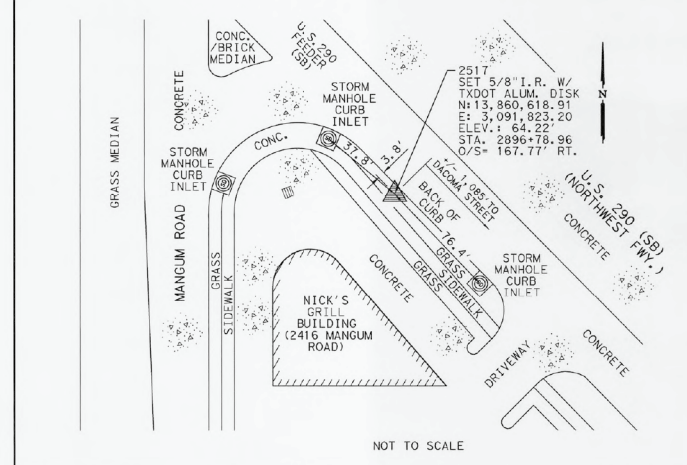 CONC.
/BRICK
MEDIAN
U.S. 290
FEEDER
(SB)
2517
SET 5/8"I.R. W/
TXDOT ALUM. DISK
N:13,860,618.91
E: 3,091,823.20
ELEV.: 64.22'
STA. 2896+78.96
O/S= 167.77' RT.
N
GRASS MEDIAN
CONCRETE
MANGUM ROAD
STORM
MANHOLE
CURB
INLET
STORM
MANHOLE
CURB
INLET
CONC.
37.8'
3.8'
+/- 1,085' TO
DACOMA STREET
BACK OF
CURB
76.4'
U.S. 290 (SB)
(NORTHWEST FWY.)
CONCRETE
GRASS
SIDEWALK
GRASS
SIDEWALK
GRASS
CONCRETE
STORM
MANHOLE
CURB
INLET
NICK'S
GRILL
BUILDING
(2416 MANGUM
ROAD)
DRIVEWAY
CONCRETE
NOT TO SCALE